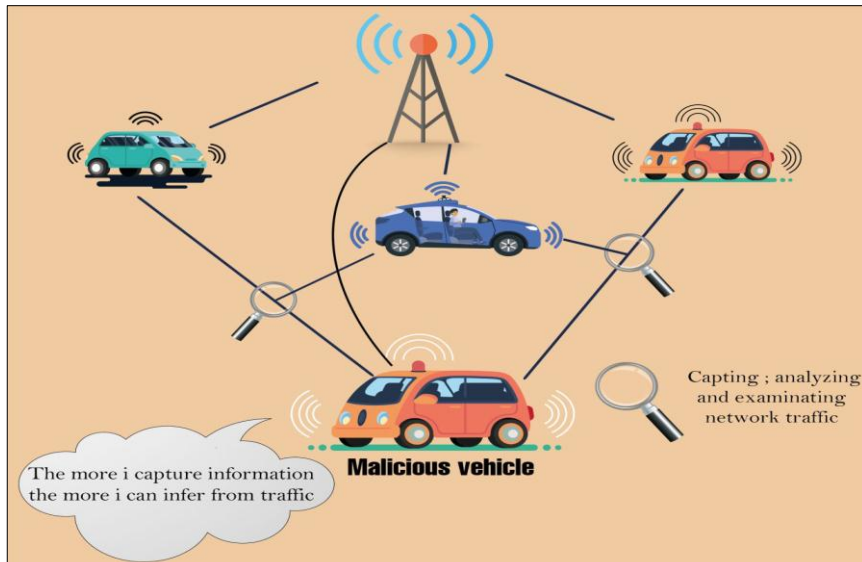 Capting ; analyzing
and examinating
network traffic
Malicious vehicle
The more i capture information
the more i can infer from traffic